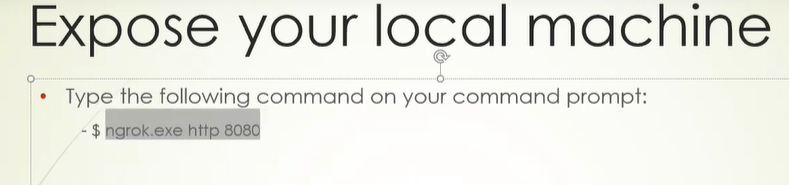 Expose your local machine
• Type the following command on your command prompt:
- $ ngrok.exe http 8080